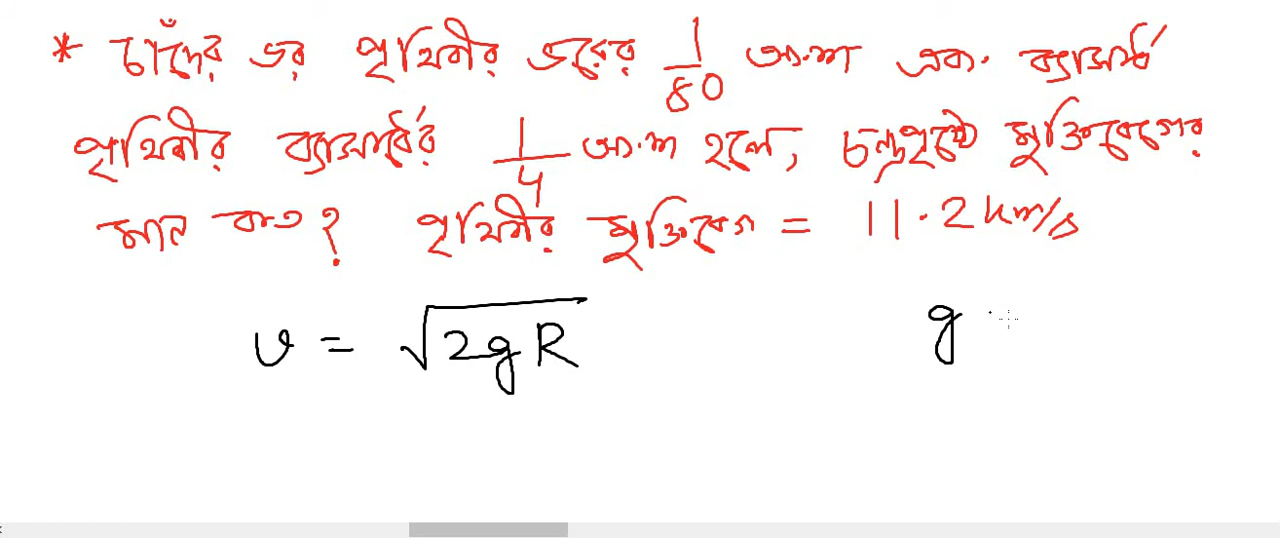 * চাঁদের ভর পৃথিবীর ভরের 1/80 অংশ এবং ব্যাসার্ধ
পৃথিবীর ব্যাসার্ধের 1/4 অংশ হলে, চন্দ্রপৃষ্ঠে মুক্তিবেগের
মান কত? পৃথিবীর মুক্তিবেগ = 11.2 km/s
v = √2gR g